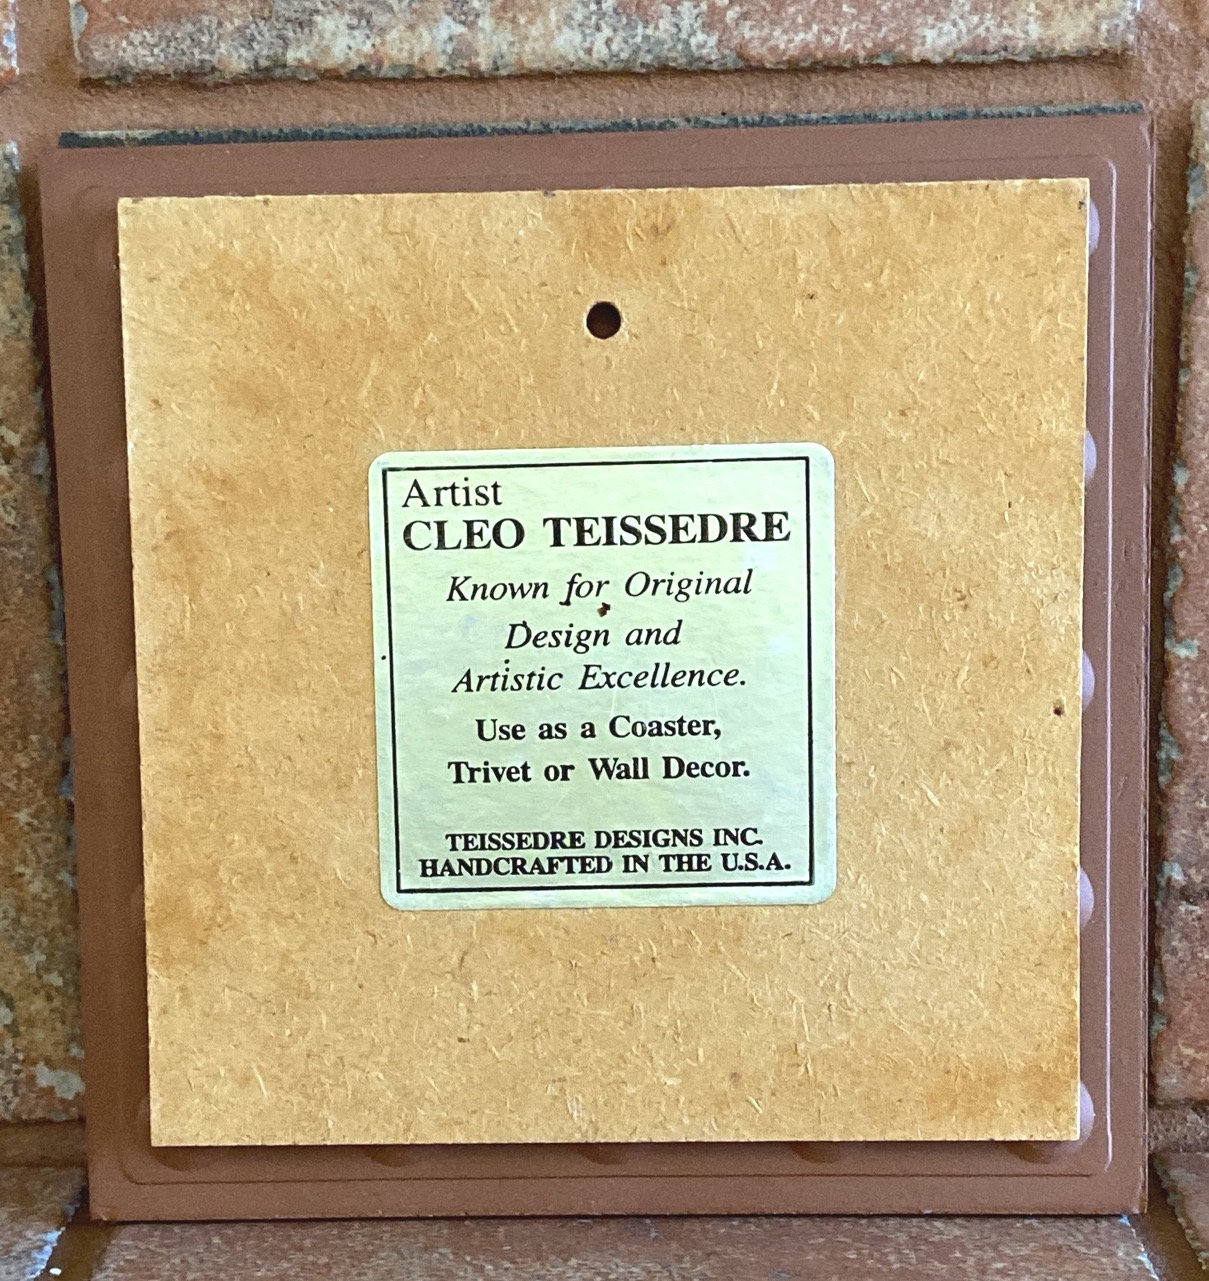 Artist
CLEO TEISSEDRE
Known for Original
Design and
Artistic Excellence.
Use as a Coaster,
Trivet or Wall Decor.
TEISSEDRE DESIGNS INC.
HANDCRAFTED IN THE U.S.A.